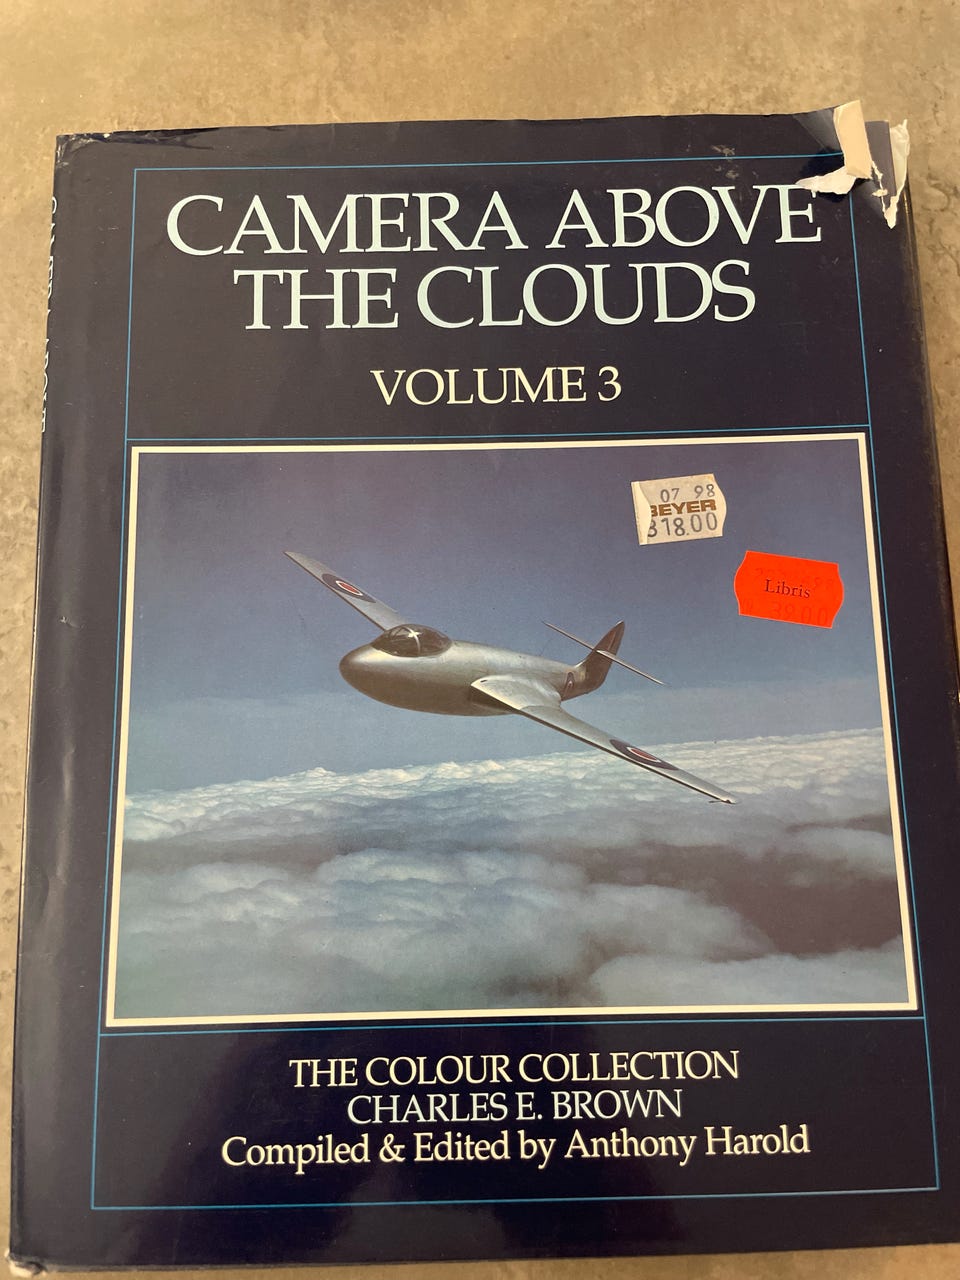 CAMERA ABOVE
THE CLOUDS
VOLUME 3
07 98
BEYER
318.00
Libris
3900
THE COLOUR COLLECTION
CHARLES E. BROWN
Compiled & Edited by Anthony Harold